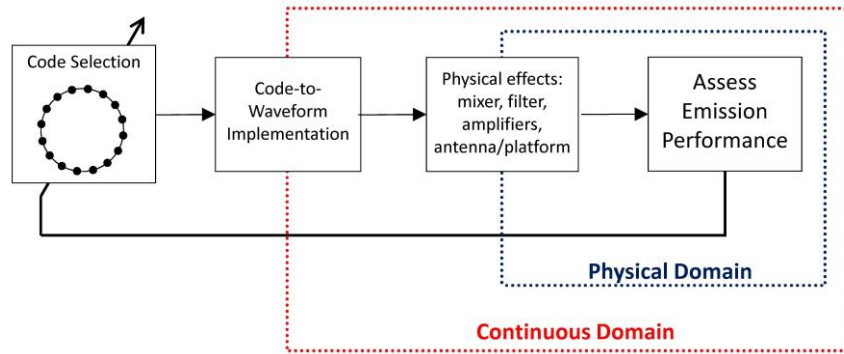 Code Selection
Code-to-
Waveform
Implementation
Physical effects:
mixer, filter,
amplifiers,
antenna/platform
Assess
Emission
Performance
Physical Domain
Continuous Domain